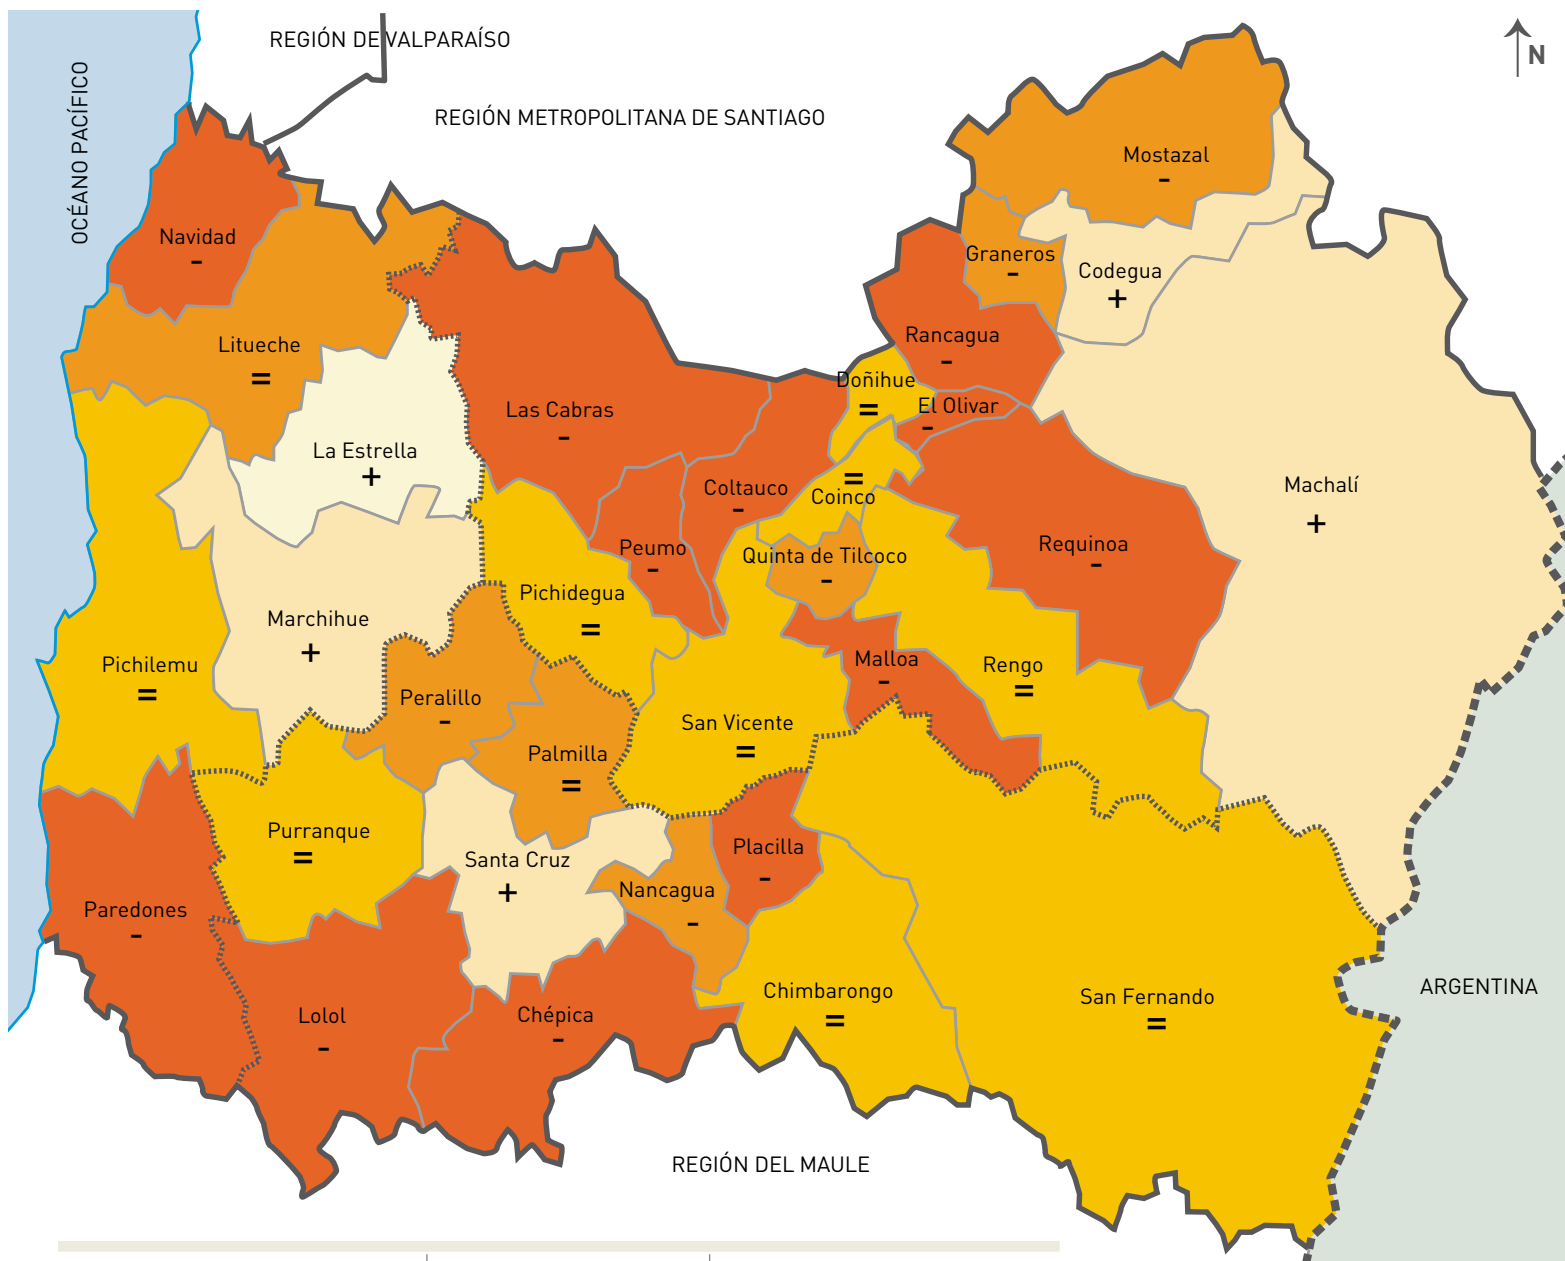 REGIÓN DE VALPARAÍSO
N
OCÉANO PACÍFICO
REGIÓN METROPOLITANA DE SANTIAGO
Mostazal
-
Navidad
-
Graneros
-
Codegua
+
Litueche
=
Rancagua
-
Doñihue
=
El Olivar
-
Las Cabras
-
La Estrella
+
Coltauco
-
=
Coinco
Machalí
+
Peumo
-
Quinta de Tilcoco
-
Requinoa
-
Pichidegua
=
Marchihue
+
Pichilemu
=
Malloa
-
Rengo
=
Peralillo
-
San Vicente
=
Palmilla
=
Purranque
=
Santa Cruz
+
Placilla
-
Nancagua
-
Paredones
-
Chimbarongo
=
San Fernando
=
ARGENTINA
Lolol
-
Chépica
-
REGIÓN DEL MAULE